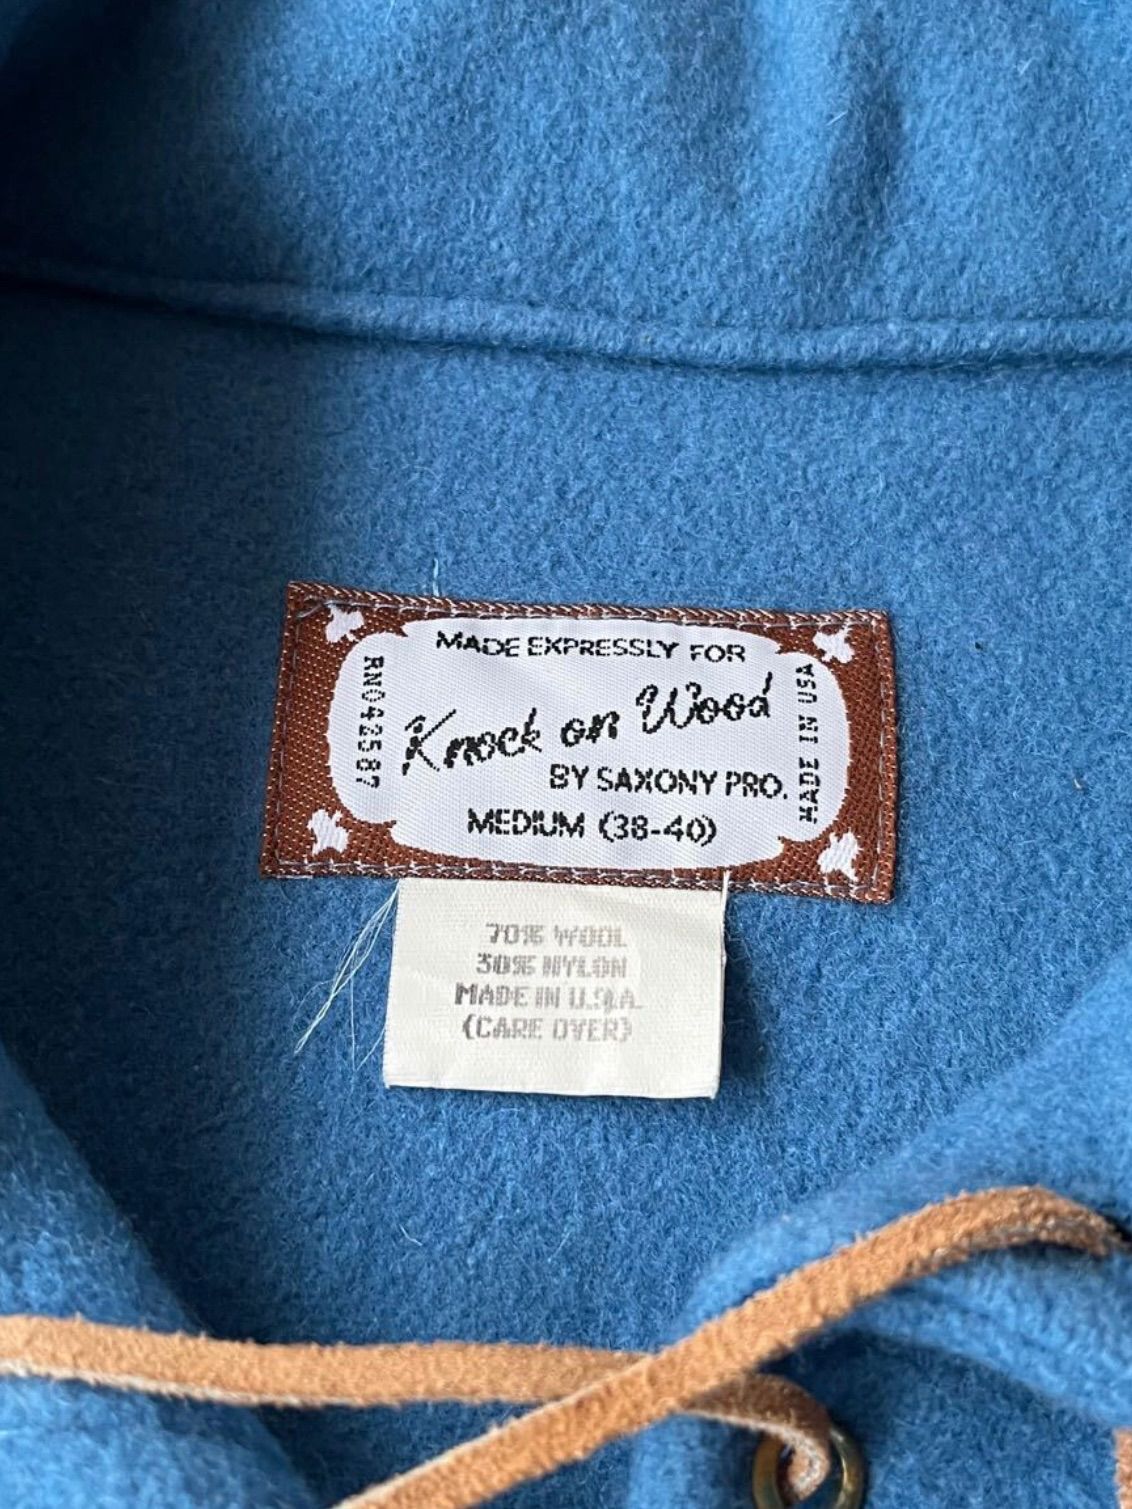 MADE EXPRESSLY FOR
RN042587
Knock on Wood
MADE IN USA
BY SAXONY PRO.
MEDIUM (38-40)
70% WOOL
30% NYLON
MADE IN U.S.A.
(CARE OVER)